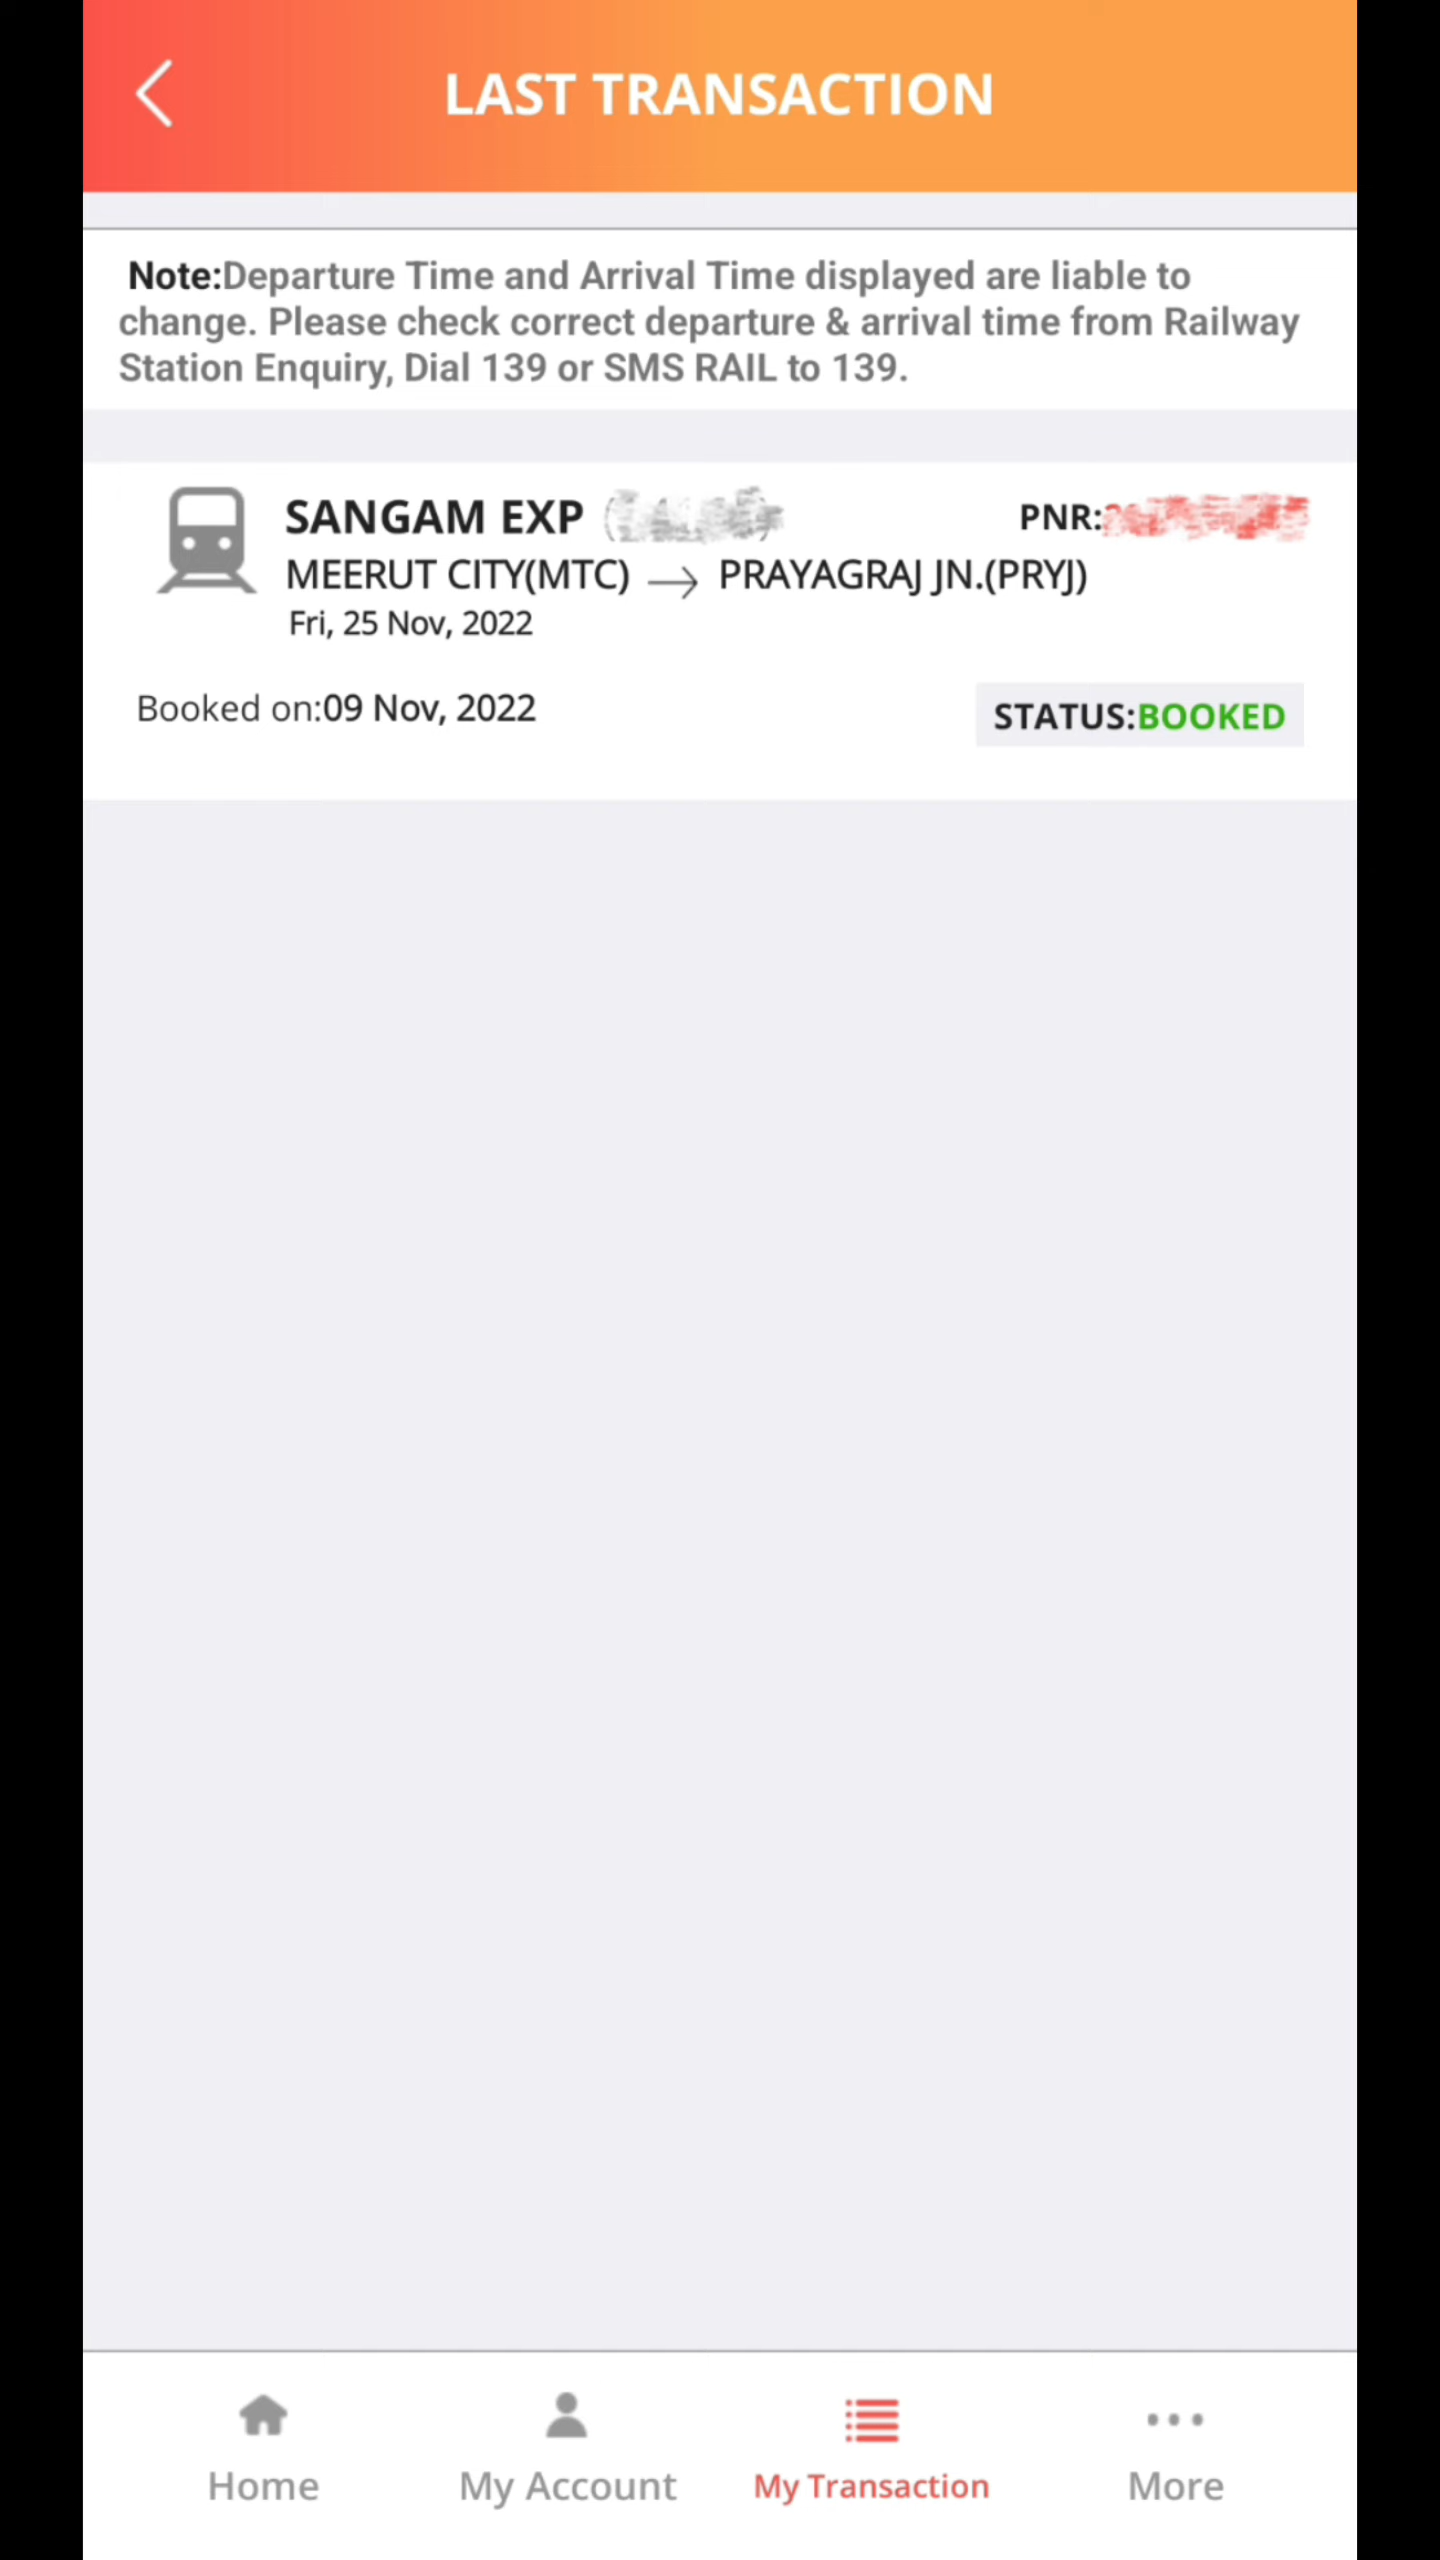 LAST TRANSACTION
Note:Departure Time and Arrival Time displayed are liable to
change. Please check correct departure & arrival time from Railway
Station Enquiry, Dial 139 or SMS RAIL to 139.
SANGAM EXP
PNR:
MEERUT CITY(MTC) → PRAYAGRAJ JN.(PRYJ)
Fri, 25 Nov, 2022
Booked on:09 Nov, 2022
STATUS:BOOKED
Home
My Account
My Transaction
More